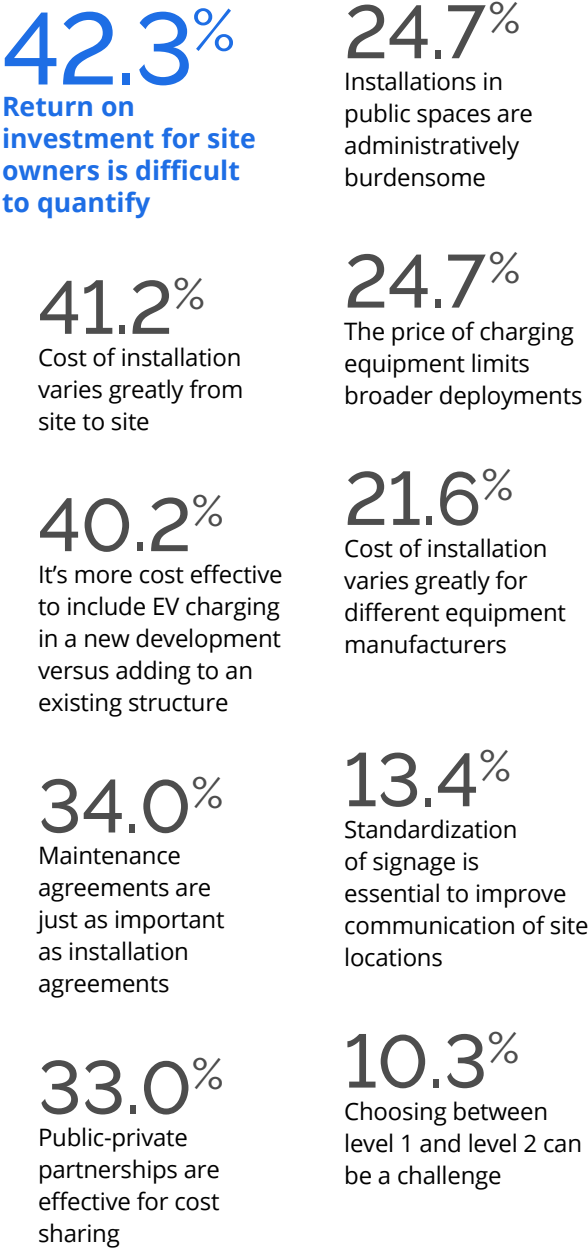 42.3%
Return on
investment for site
owners is difficult
to quantify
41.2%
Cost of installation
varies greatly from
site to site
40.2%
It’s more cost effective
to include EV charging
in a new development
versus adding to an
existing structure
34.0%
Maintenance
agreements are
just as important
as installation
agreements
33.0%
Public-private
partnerships are
effective for cost
sharing
24.7%
Installations in
public spaces are
administratively
burdensome
24.7%
The price of charging
equipment limits
broader deployments
21.6%
Cost of installation
varies greatly for
different equipment
manufacturers
13.4%
Standardization
of signage is
essential to improve
communication of site
locations
10.3%
Choosing between
level 1 and level 2 can
be a challenge